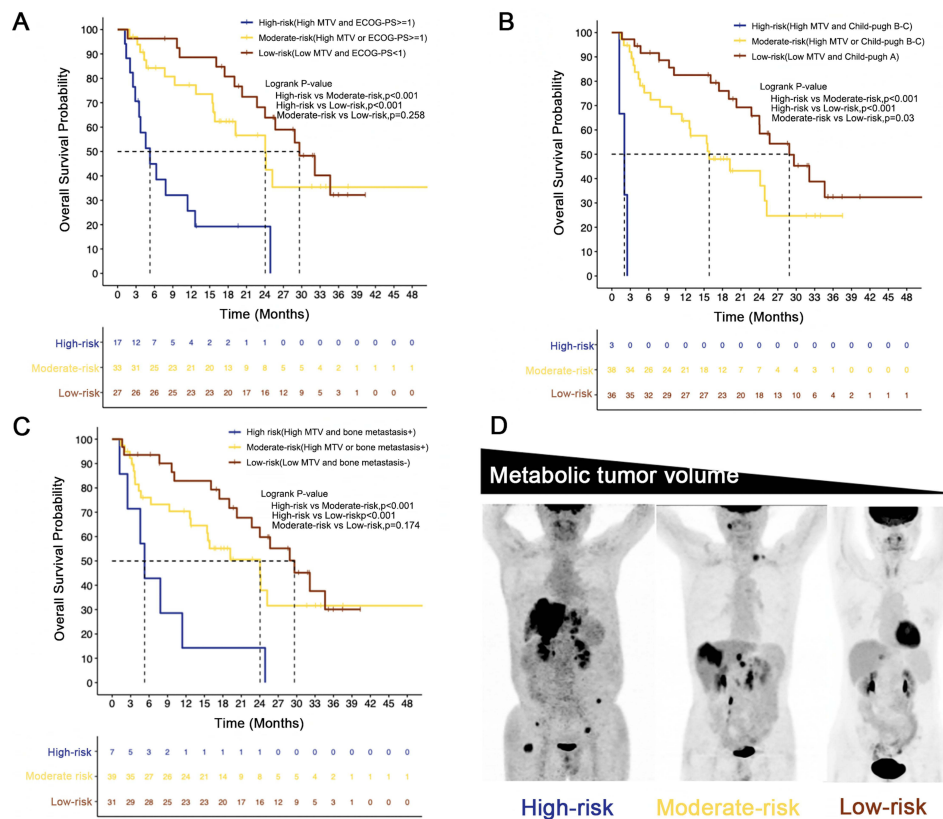 A
High-risk(High MTV and ECOG-PS>=1)
Moderate-risk(High MTV or ECOG-PS>=1)
Low-risk(Low MTV and ECOG-PS<1)
Logrank P-value
High-risk vs Moderate-risk,p<0.001
High-risk vs Low-risk,p<0.001
Moderate-risk vs Low-risk,p=0.258
Overall Survival Probability
100
90
80
70
60
50
40
30
20
10
0
0 3 6 9 12 15 18 21 24 27 30 33 36 39 42 45 48
Time (Months)
High-risk 17 12 7 5 4 2 2 1 1 0 0 0 0 0 0 0 0
Moderate-risk 33 31 25 23 21 20 13 9 6 5 5 4 2 1 1 1 1
Low-risk 27 26 26 25 23 23 20 17 16 12 9 5 3 1 0 0 0
B
High-risk(High MTV and Child-pugh B-C)
Moderate-risk(High MTV or Child-pugh B-C)
Low-risk(Low MTV and Child-pugh A)
Logrank P-value
High-risk vs Moderate-risk,p<0.001
High-risk vs Low-risk,p<0.001
Moderate-risk vs Low-risk,p=0.03
Overall Survival Probability
100
90
80
70
60
50
40
30
20
10
0
0 3 6 9 12 15 18 21 24 27 30 33 36 39 42 45 48
Time (Months)
High-risk 3 0 0 0 0 0 0 0 0 0 0 0 0 0 0 0 0
Moderate-risk 38 34 26 24 21 18 12 7 7 4 4 3 1 0 0 0 0
Low-risk 36 35 32 29 27 27 23 20 18 13 10 6 4 2 1 1 1
C
High risk(High MTV and bone metastasis+)
Moderate-risk(High MTV or bone metastasis+)
Low-risk(Low MTV and bone metastasis-)
Logrank P-value
High-risk vs Moderate-risk,p<0.001
High-risk vs Low-riskp<0.001
Moderate-risk vs Low-risk,p=0.174
Overall Survival Probability
100
90
80
70
60
50
40
30
20
10
0
0 3 6 9 12 15 18 21 24 27 30 33 36 39 42 45 48
Time (Months)
High-risk 7 5 3 2 1 1 1 1 1 0 0 0 0 0 0 0 0
Moderate risk 39 35 27 26 24 21 14 9 8 5 5 4 2 1 1 1 1
Low-risk 31 29 28 25 23 23 20 17 16 12 9 5 3 1 0 0 0
D
Metabolic tumor volume
High-risk
Moderate-risk
Low-risk